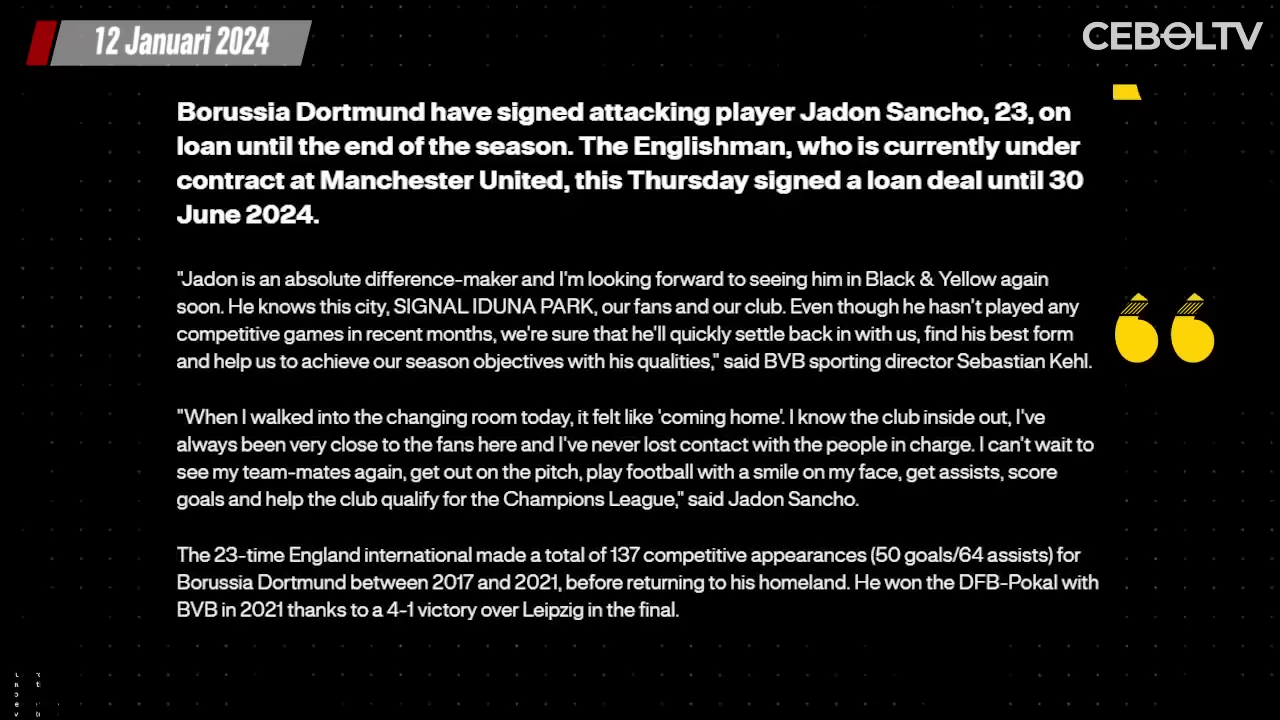 12 Januari 2024
CEBOLTV
Borussia Dortmund have signed attacking player Jadon Sancho, 23, on
loan until the end of the season. The Englishman, who is currently under
contract at Manchester United, this Thursday signed a loan deal until 30
June 2024.
"Jadon is an absolute difference-maker and I'm looking forward to seeing him in Black & Yellow again
soon. He knows this city, SIGNAL IDUNA PARK, our fans and our club. Even though he hasn't played any
competitive games in recent months, we're sure that he'll quickly settle back in with us, find his best form
and help us to achieve our season objectives with his qualities," said BVB sporting director Sebastian Kehl.
"When I walked into the changing room today, it felt like 'coming home'. I know the club inside out, I've
always been very close to the fans here and I've never lost contact with the people in charge. I can't wait to
see my team-mates again, get out on the pitch, play football with a smile on my face, get assists, score
goals and help the club qualify for the Champions League," said Jadon Sancho.
The 23-time England international made a total of 137 competitive appearances (50 goals/64 assists) for
Borussia Dortmund between 2017 and 2021, before returning to his homeland. He won the DFB-Pokal with
BVB in 2021 thanks to a 4-1 victory over Leipzig in the final.